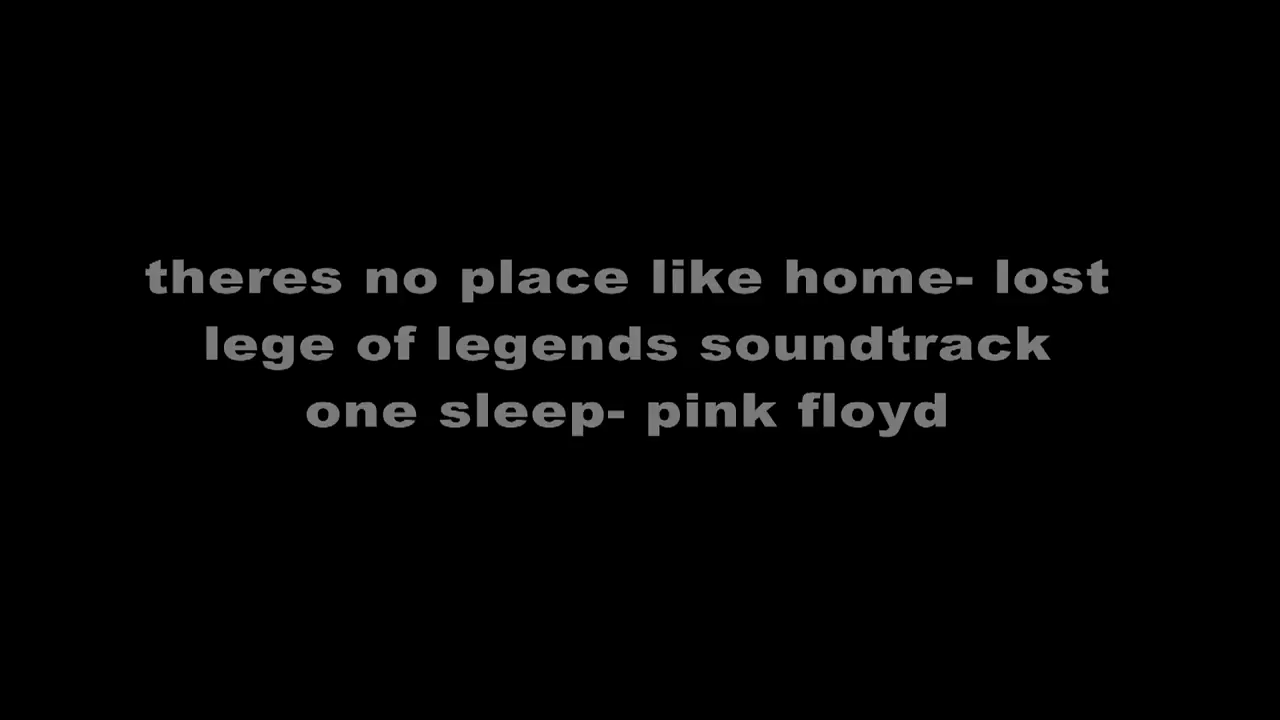 theres no place like home- lost
lege of legends soundtrack
one sleep- pink floyd